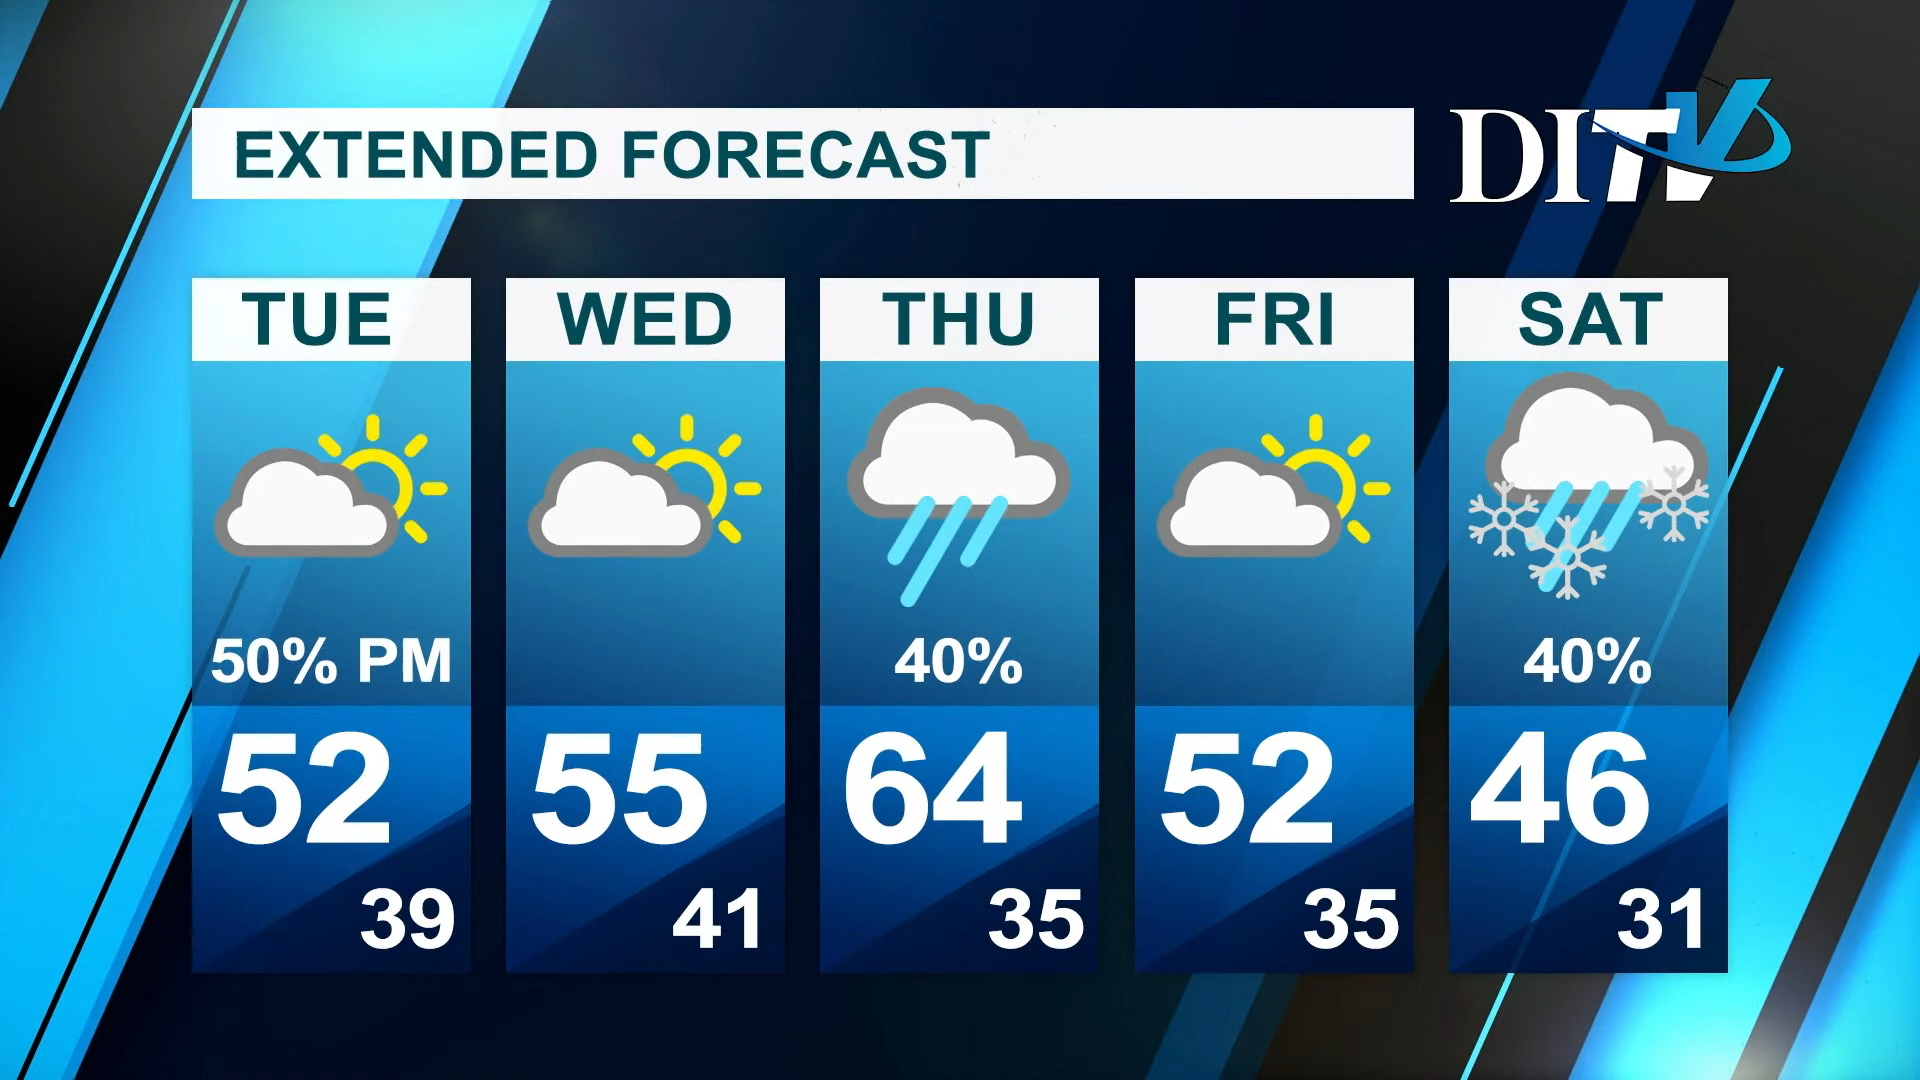 EXTENDED FORECAST
DITV
TUE
50% PM
52
39
WED
55
41
THU
40%
64
35
FRI
52
35
SAT
40%
46
31